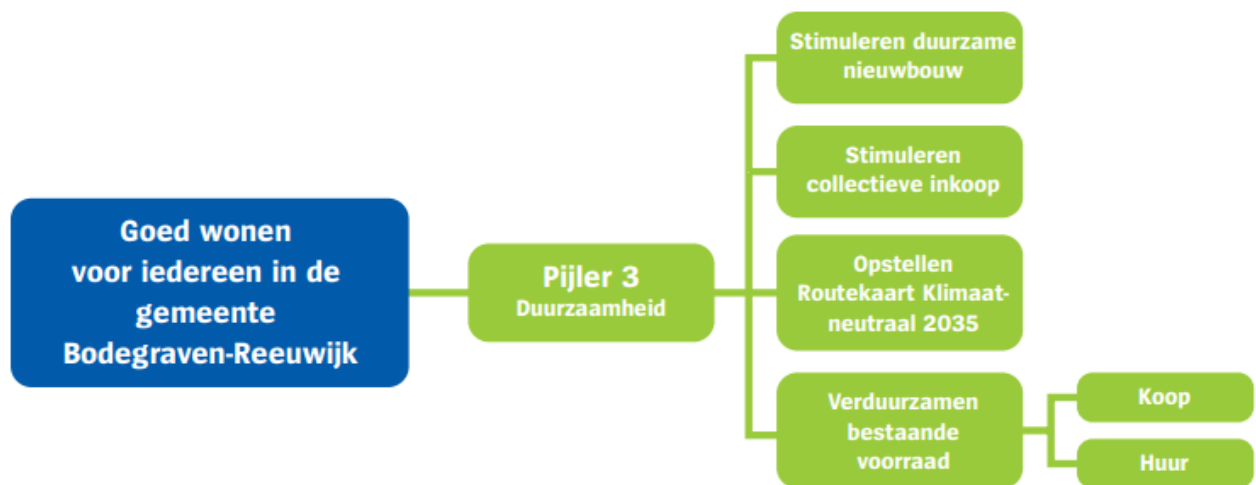 Goed wonen
voor iedereen in de
gemeente
Bodegraven-Reeuwijk
Pijler 3
Duurzaamheid
Stimuleren duurzame
nieuwbouw
Stimuleren
collectieve inkoop
Opstellen
Routekaart Klimaat-
neutraal 2035
Verduurzamen
bestaande
voorraad
Koop
Huur